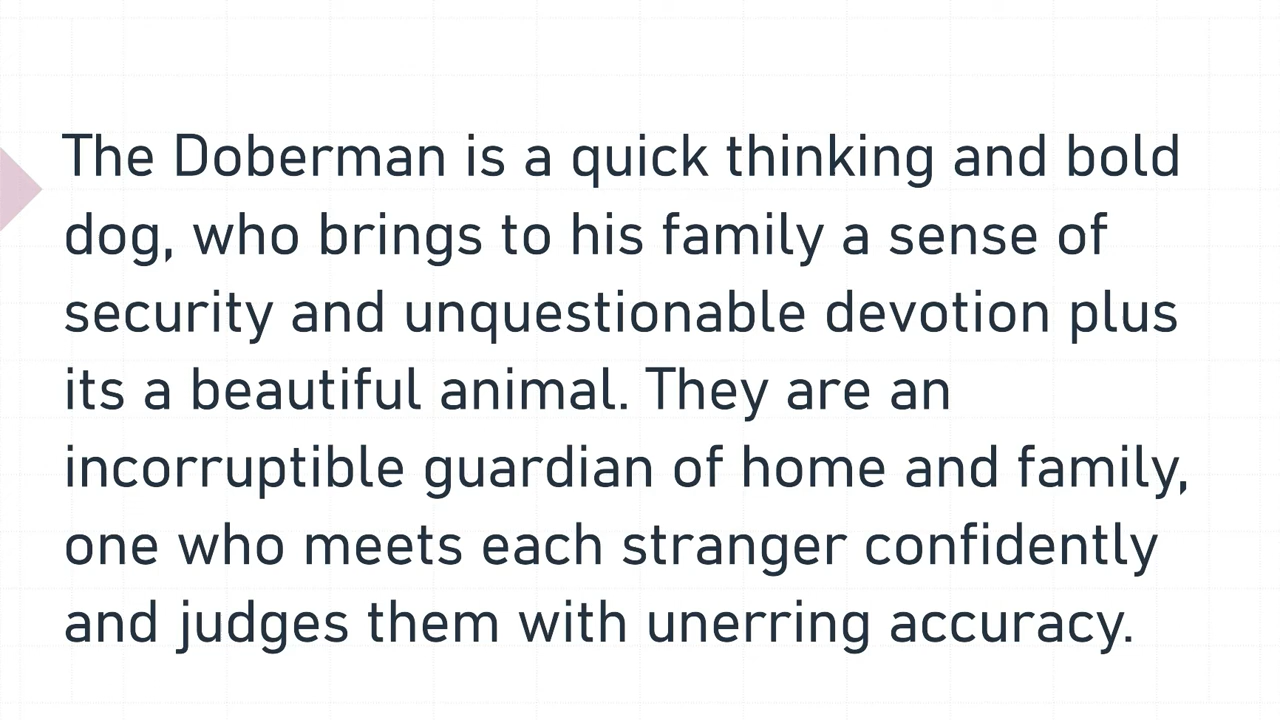 The Doberman is a quick thinking and bold
dog, who brings to his family a sense of
security and unquestionable devotion plus
its a beautiful animal. They are an
incorruptible guardian of home and family,
one who meets each stranger confidently
and judges them with unerring accuracy.